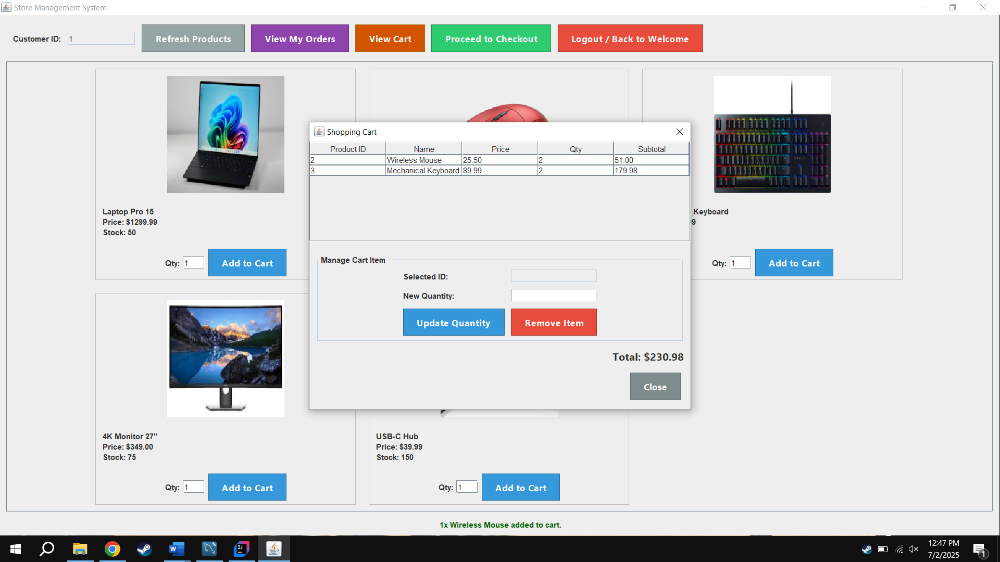 Store Management System
Customer ID: 1 Refresh Products View My Orders View Cart Proceed to Checkout Logout / Back to Welcome
Shopping Cart
Product ID Name Price Qty Subtotal
2 Wireless Mouse 25.50 2 51.00
3 Mechanical Keyboard 89.99 2 179.98
Laptop Pro 15
Price: $1299.99
Stock: 50
Qty: 1 Add to Cart
Keyboard
99
Qty: 1 Add to Cart
Manage Cart Item
Selected ID:
New Quantity:
Update Quantity Remove Item
Total: $230.98
Close
4K Monitor 27"
Price: $349.00
Stock: 75
Qty: 1 Add to Cart
USB-C Hub
Price: $39.99
Stock: 150
Qty: 1 Add to Cart
1x Wireless Mouse added to cart.
12:47 PM
7/2/2025
1